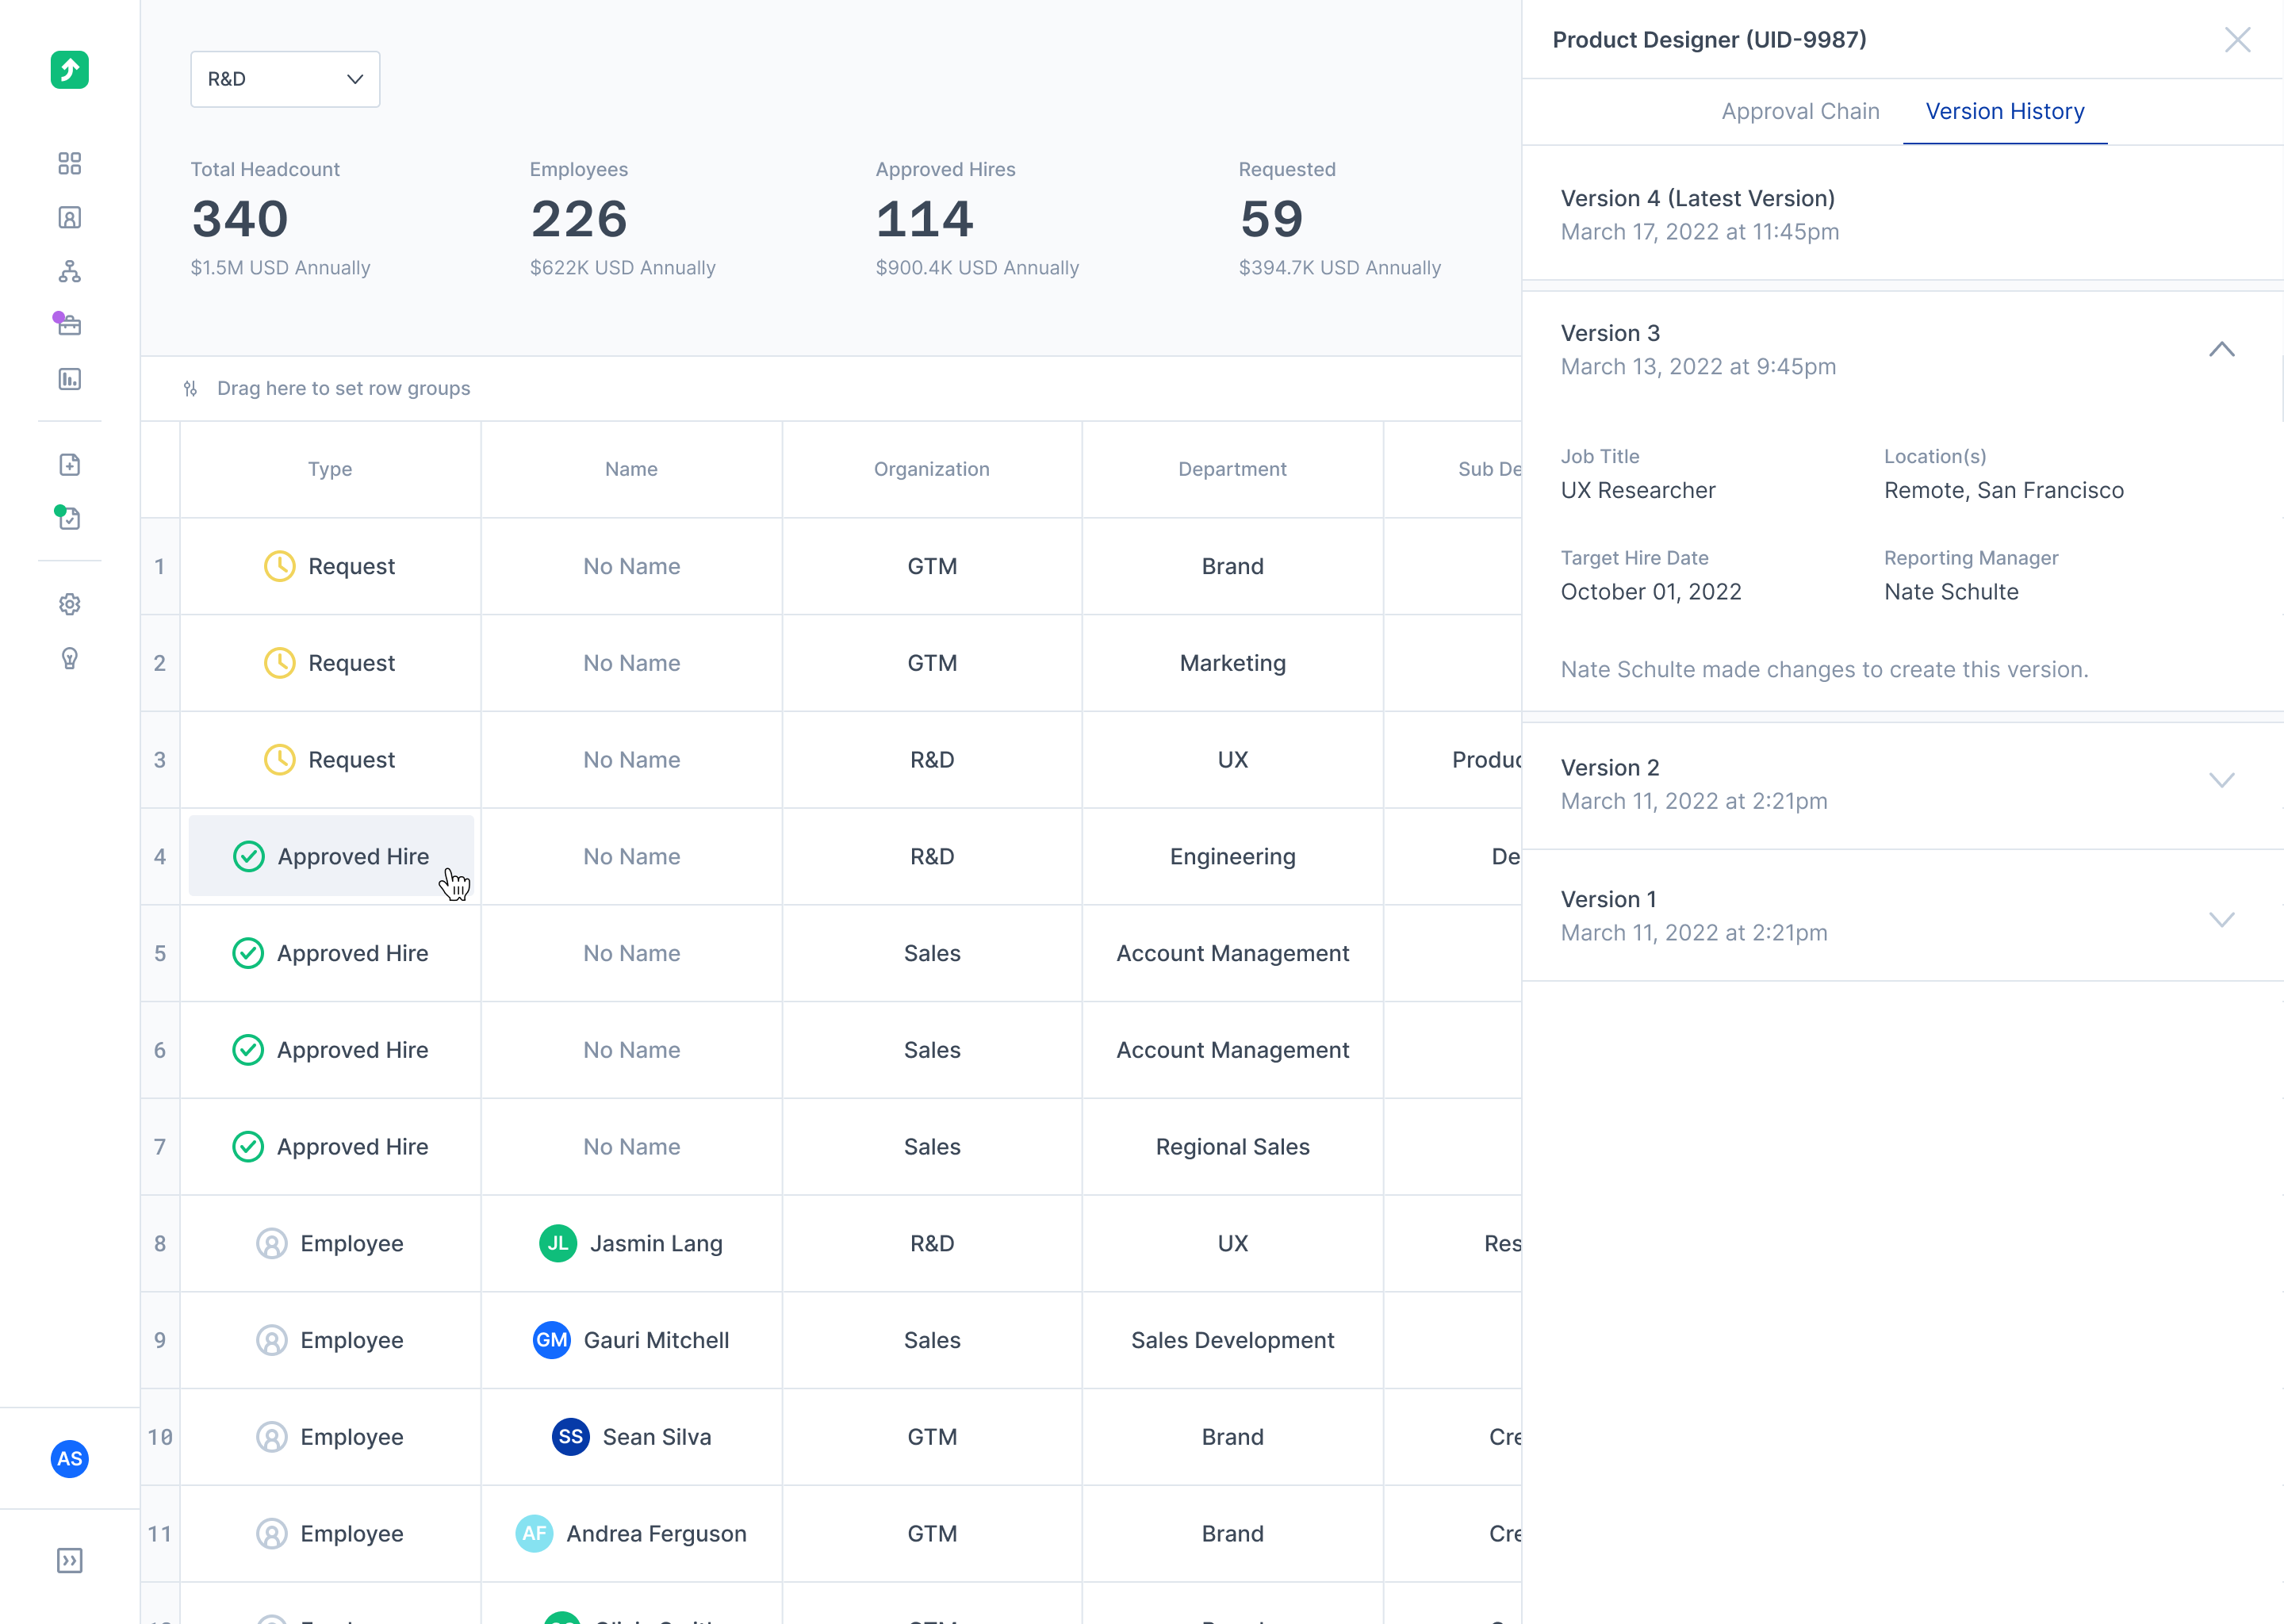 R&D
Total Headcount
340
$1.5M USD Annually
Employees
226
$622K USD Annually
Approved Hires
114
$900.4K USD Annually
Requested
59
$394.7K USD Annually
Drag here to set row groups
Type Name Organization Department Sub De
1 Request No Name GTM Brand
2 Request No Name GTM Marketing
3 Request No Name R&D UX Produc
4 Approved Hire No Name R&D Engineering De
5 Approved Hire No Name Sales Account Management
6 Approved Hire No Name Sales Account Management
7 Approved Hire No Name Sales Regional Sales
8 Employee JL Jasmin Lang R&D UX Res
9 Employee GM Gauri Mitchell Sales Sales Development
10 Employee SS Sean Silva GTM Brand Cre
11 Employee AF Andrea Ferguson GTM Brand Cre
AS
Product Designer (UID-9987)
Approval Chain Version History
Version 4 (Latest Version)
March 17, 2022 at 11:45pm
Version 3
March 13, 2022 at 9:45pm
Job Title
UX Researcher
Location(s)
Remote, San Francisco
Target Hire Date
October 01, 2022
Reporting Manager
Nate Schulte
Nate Schulte made changes to create this version.
Version 2
March 11, 2022 at 2:21pm
Version 1
March 11, 2022 at 2:21pm